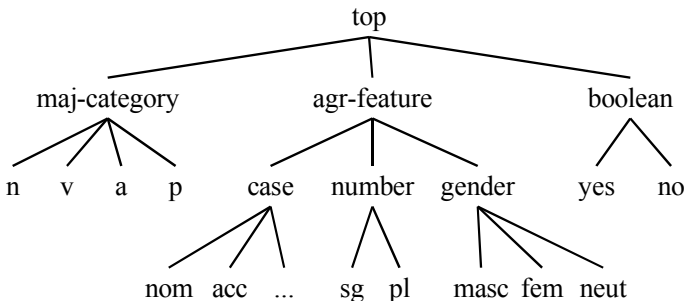 top
maj-category agr-feature boolean
n v a p case number gender yes no
nom acc ... sg pl masc fem neut